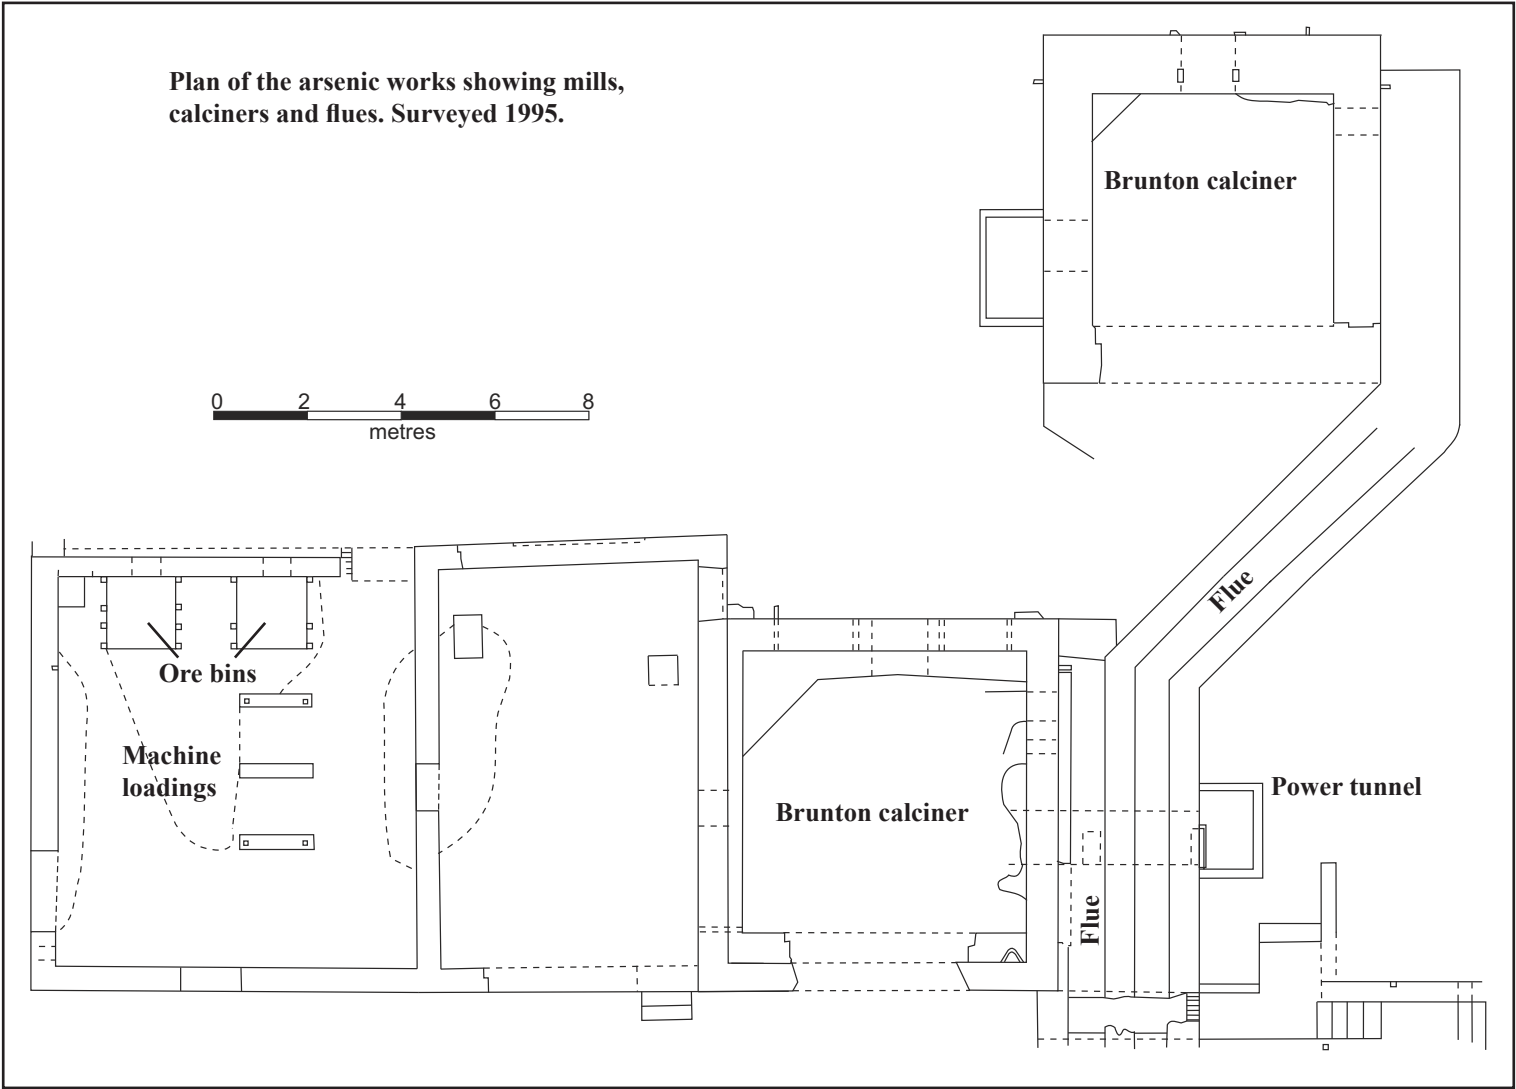 Plan of the arsenic works showing mills,
calciners and flues. Surveyed 1995.
Brunton calciner
0 2 4 6 8
metres
Flue
Ore bins
Machine
loadings
Brunton calciner
Power tunnel
Flue